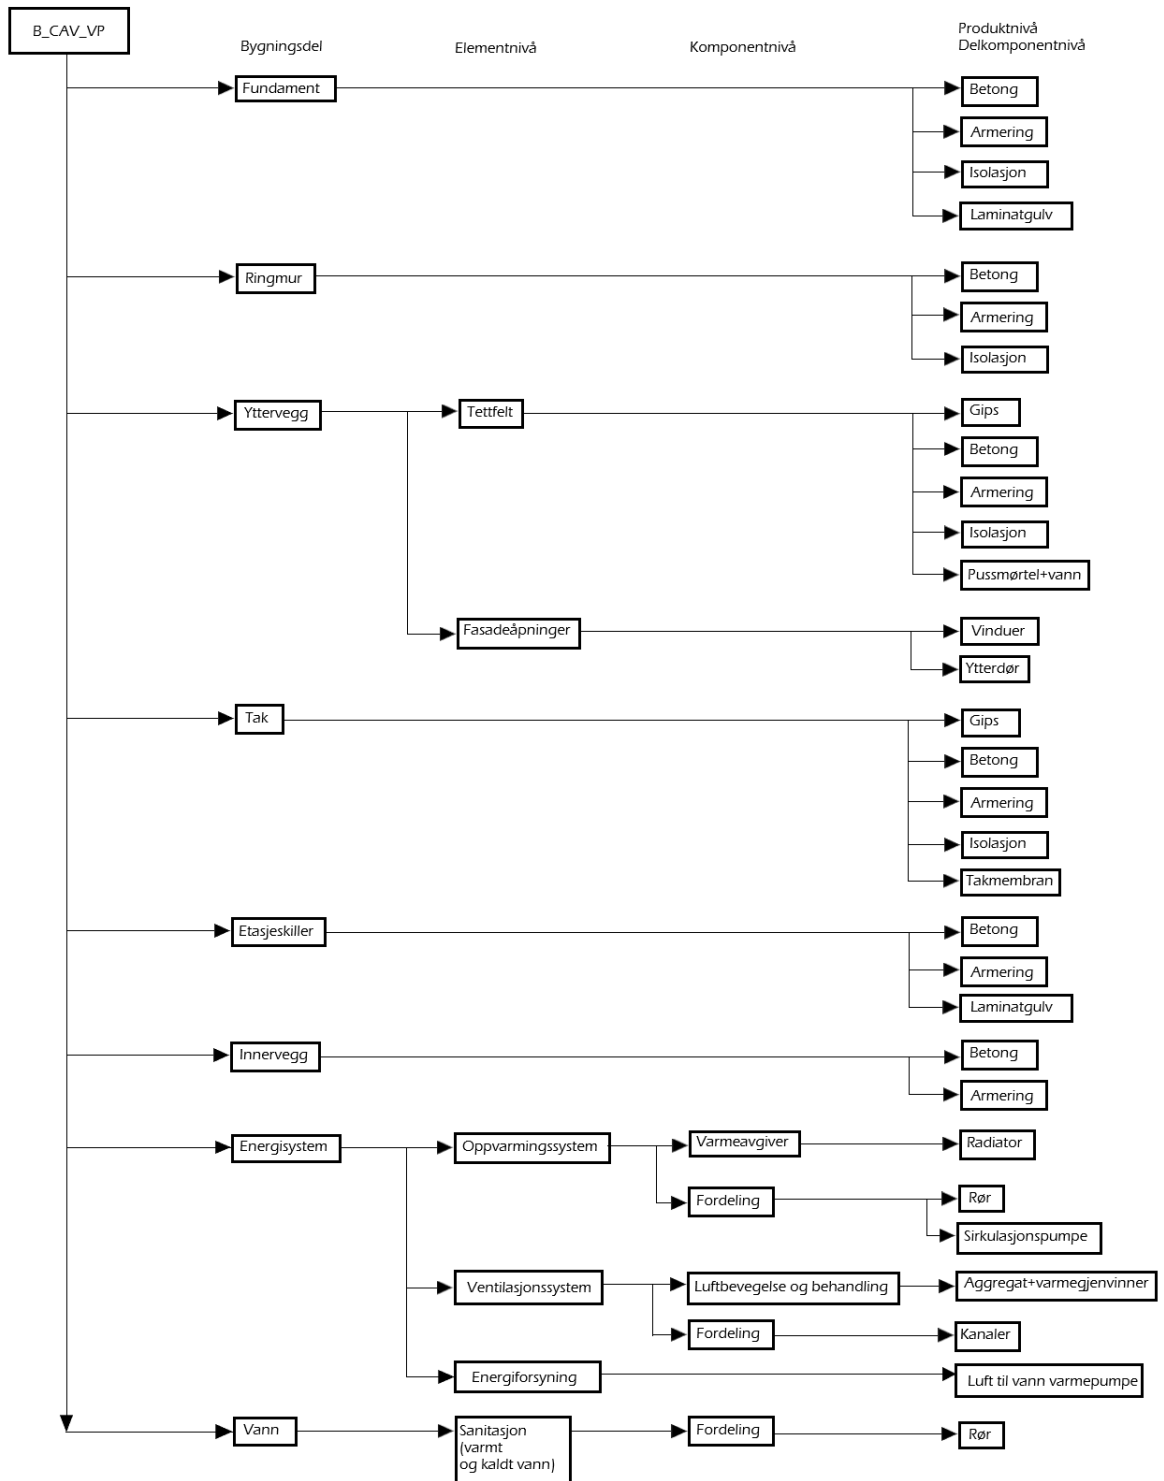 B_CAV_VP
Bygningsdel
Elementnivå
Komponentnivå
Produktnivå
Delkomponentnivå
Fundament
Betong
Armering
Isolasjon
Laminatgulv
Ringmur
Betong
Armering
Isolasjon
Yttervegg
Tettfelt
Gips
Betong
Armering
Isolasjon
Pussmørtel+vann
Fasadeåpninger
Vinduer
Ytterdør
Tak
Gips
Betong
Armering
Isolasjon
Takmembran
Etasjeskiller
Betong
Armering
Laminatgulv
Innervegg
Betong
Armering
Energisystem
Oppvarmingssystem
Varmeavgiver
Radiator
Fordeling
Rør
Sirkulasjonspumpe
Ventilasjonssystem
Luftbevegelse og behandling
Aggregat+varmegjenvinner
Fordeling
Kanaler
Energiforsyning
Luft til vann varmepumpe
Vann
Sanitasjon
(varmt
og kaldt vann)
Fordeling
Rør